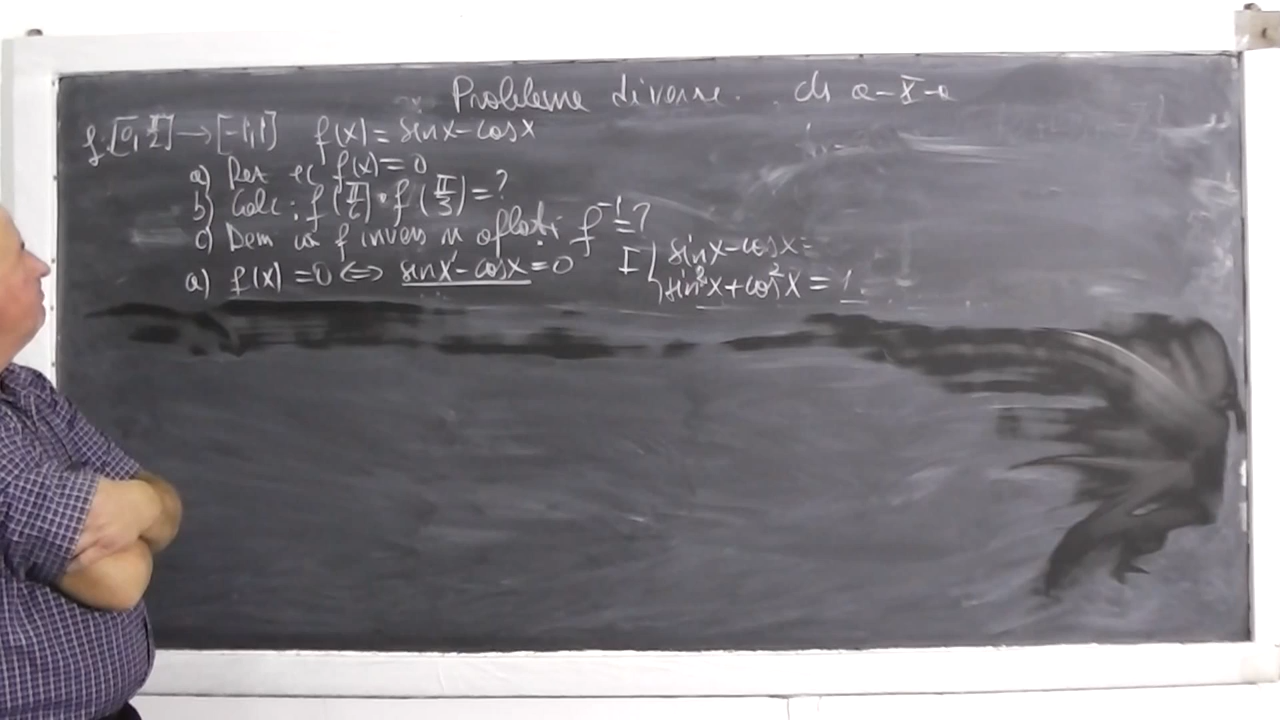 Probleme diverse. cls a-X-a
f:[0,π/2]→[-1,1] f(x)=sinx-cosx
a) Rez ec f(x)=0
b) Calc: f(π/6)·f(π/3)=?
c) Dem că f invers și aflați f⁻¹=?
a) f(x)=0 ⇔ sinx-cosx=0
I { sinx-cosx=
sin²x+cos²x=1.